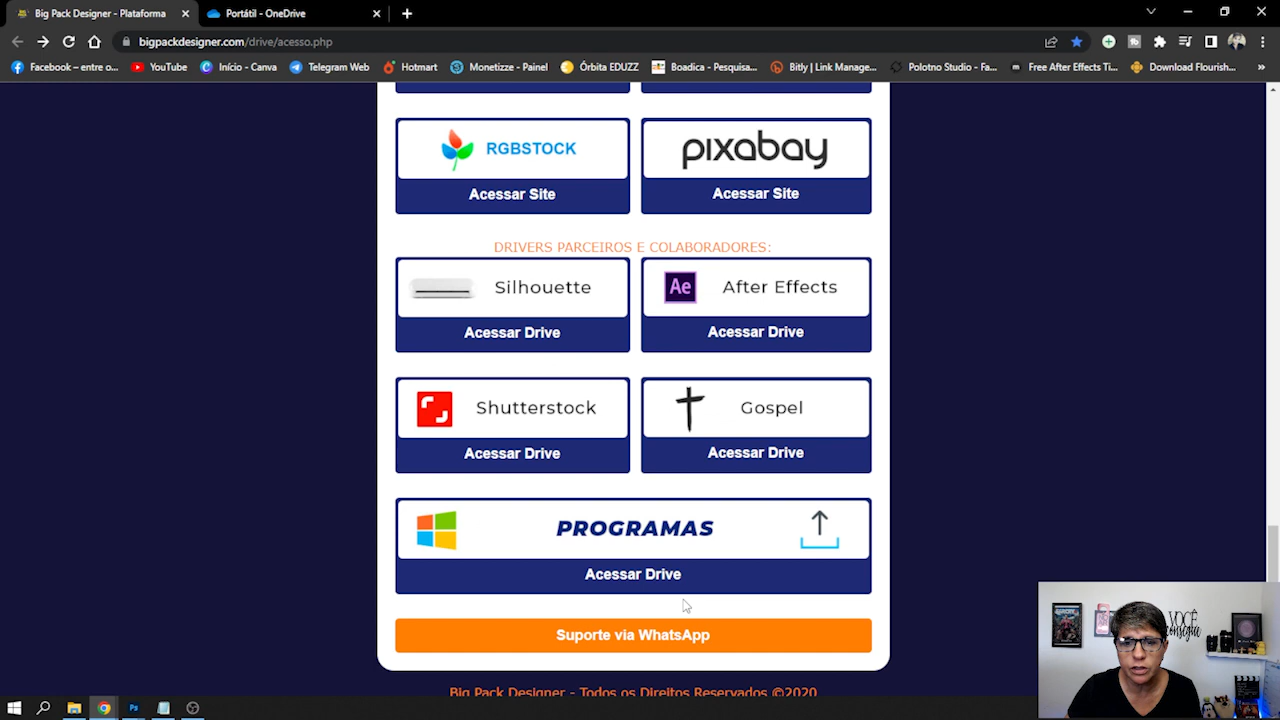 Big Pack Designer - Plataforma
Portátil - OneDrive
bigpackdesigner.com/drive/acesso.php
Facebook – entre o...
YouTube
Início - Canva
Telegram Web
Hotmart
Monetizze - Painel
Órbita EDUZZ
Boadica - Pesquisa...
Bitly | Link Manage...
Polotno Studio - Fa...
Free After Effects Ti...
Download Flourish...
RGBSTOCK
pixabay
Acessar Site
Acessar Site
DRIVERS PARCEIROS E COLABORADORES:
Silhouette
Ae After Effects
Acessar Drive
Acessar Drive
Shutterstock
Gospel
Acessar Drive
Acessar Drive
PROGRAMAS
Acessar Drive
Suporte via WhatsApp
VOCÊ
consegue
Big Pack Designer - Todos os Direitos Reservados ©2020
Ps